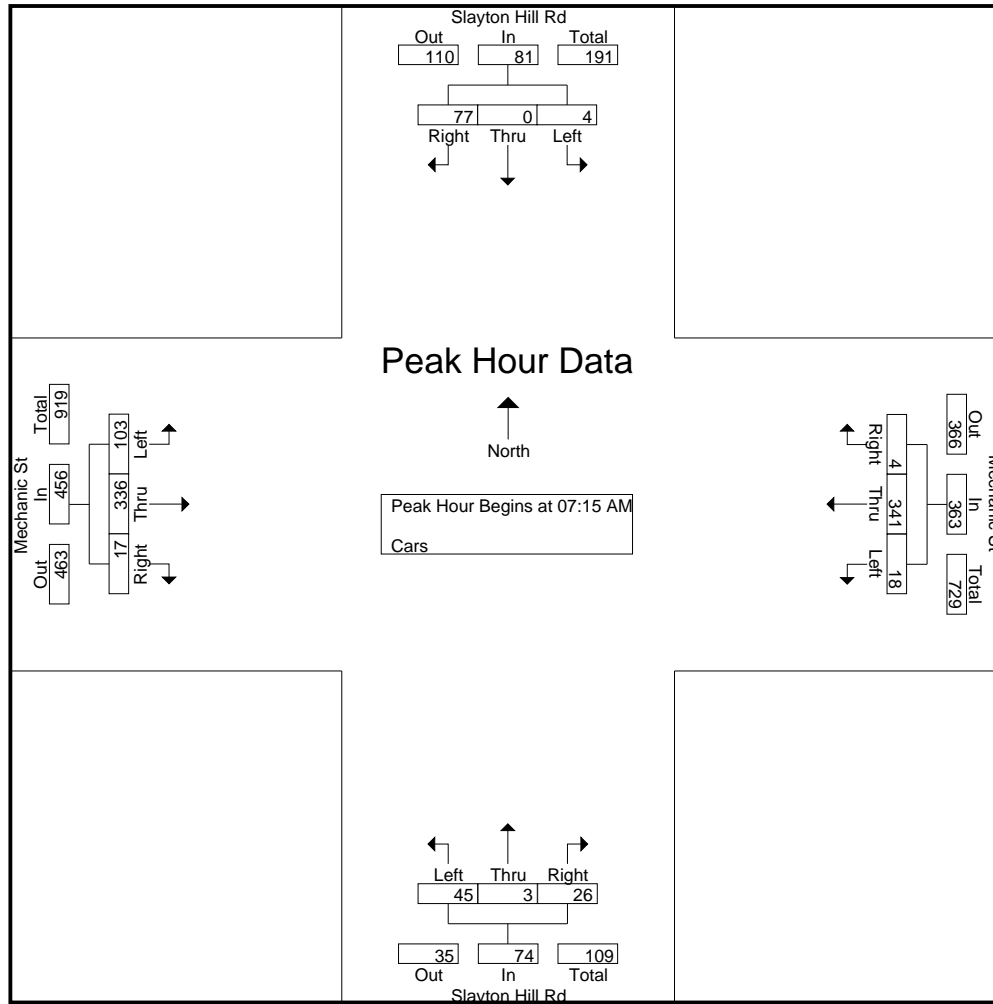 Slayton Hill Rd
Out In Total
110 81 191
77 0 4
Right Thru Left
Peak Hour Data
North
Peak Hour Begins at 07:15 AM
Cars
Mechanic St
Total In Out
919 456 463
103 336 17
Left Thru Right
Mechanic St
Out In Total
366 363 729
4 341 18
Right Thru Left
Left Thru Right
45 3 26
35 74 109
Out In Total
Slayton Hill Rd